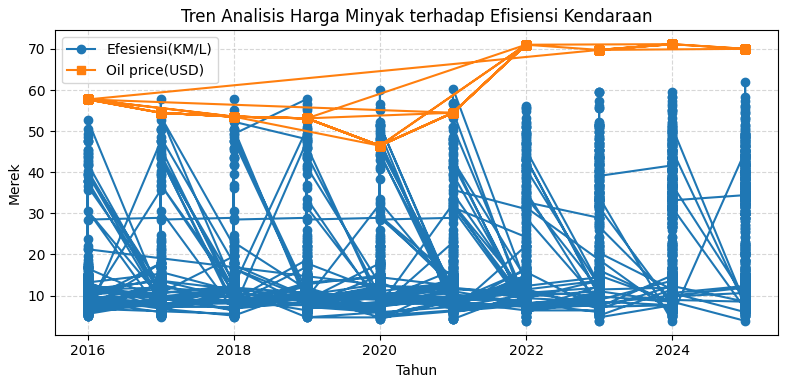 Tren Analisis Harga Minyak terhadap Efisiensi Kendaraan
Efesiensi(KM/L)
Oil price(USD)
Merek
70
60
50
40
30
20
10
2016
2018
2020
2022
2024
Tahun